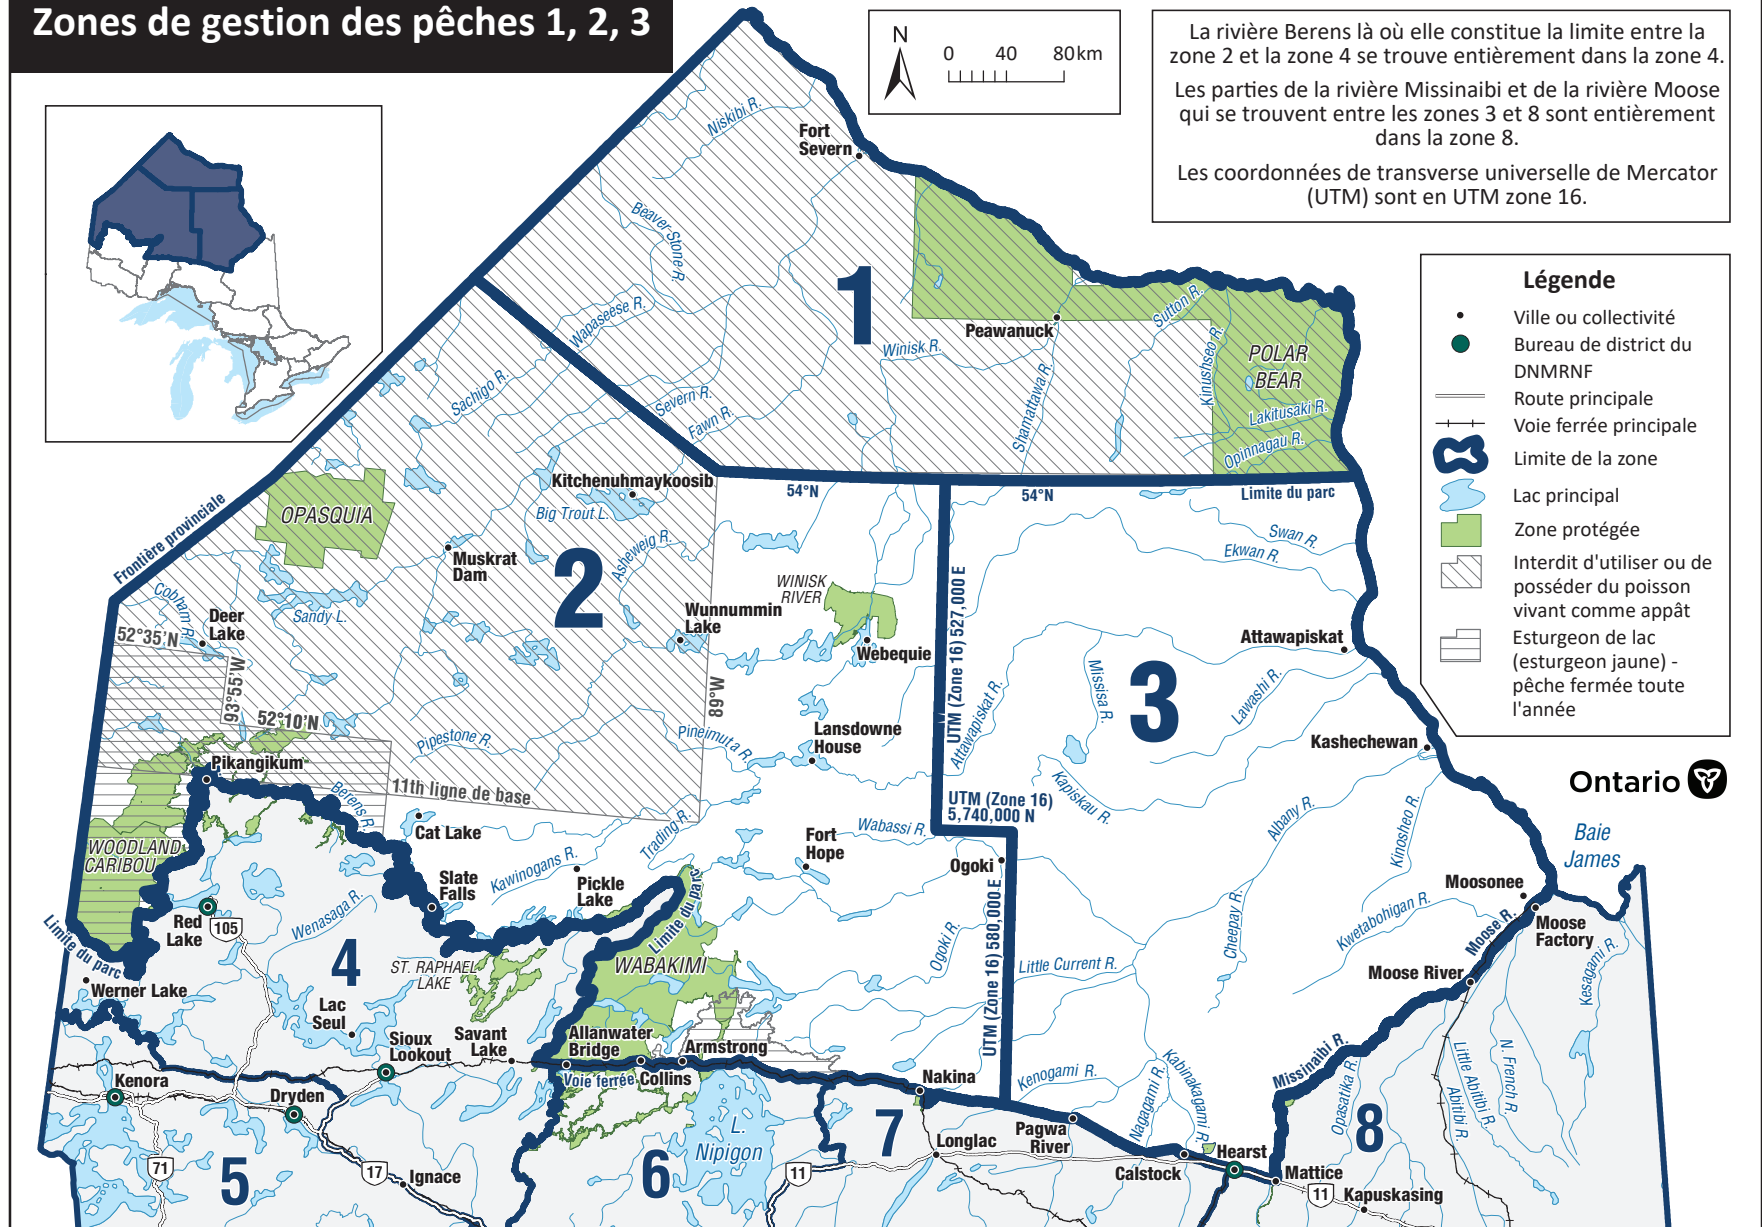 Zones de gestion des pêches 1, 2, 3
N
0 40 80km
La rivière Berens là où elle constitue la limite entre la
zone 2 et la zone 4 se trouve entièrement dans la zone 4.
Les parties de la rivière Missinaibi et de la rivière Moose
qui se trouvent entre les zones 3 et 8 sont entièrement
dans la zone 8.
Les coordonnées de transverse universelle de Mercator
(UTM) sont en UTM zone 16.
Légende
Ville ou collectivité
Bureau de district du
DNMRNF
Route principale
Voie ferrée principale
Limite de la zone
Lac principal
Zone protégée
Interdit d'utiliser ou de
posséder du poisson
vivant comme appât
Esturgeon de lac
(esturgeon jaune) -
pêche fermée toute
l'année
Ontario
Niskibi R.
Fort
Severn
Beaver Stone R.
Wapaseese R.
1
Peawanuck
Sutton R.
Winisk R.
Kinushseo R.
POLAR
BEAR
Sachigo R.
Severn R.
Fawn R.
Shamattawa R.
Lakitusaki R.
Opinnagau R.
54°N
54°N
Limite du parc
Frontière provinciale
OPASQUIA
Kitchenuhmaykoosib
Big Trout L.
Muskrat
Dam
2
Asheweig R.
Swan R.
Ekwan R.
WINISK
RIVER
Cobham R.
Deer
Lake
Sandy L.
Wunnummin
Lake
Webequie
52°35'N
93°55'W
52°10'N
89°W
UTM (Zone 16) 527,000 E
Attawapiskat
Attawapiskat R.
Missisa R.
3
Lawashi R.
Pipestone R.
Pineimuta R.
Lansdowne
House
Kashechewan
Pikangikum
Berens R.
11th ligne de base
UTM (Zone 16)
5,740,000 N
Kapiskau R.
Albany R.
Kinosheo R.
Baie
James
WOODLAND
CARIBOU
Cat Lake
Trading R.
Fort
Hope
Wabassi R.
Ogoki
Kawinogans R.
Pickle
Lake
Slate
Falls
Moosonee
Moose
Factory
Moose R.
Red
Lake
105
Wenasaga R.
Limite du parc
Limite du parc
4
ST. RAPHAEL
LAKE
WABAKIMI
Ogoki R.
UTM (Zone 16) 580,000 E
Little Current R.
Cheepay R.
Kwetabohigan R.
Kesagami R.
Moose River
Werner Lake
Lac
Seul
Sioux
Lookout
Savant
Lake
Allanwater
Bridge
Armstrong
Voie ferrée
Collins
Nakina
Kenogami R.
Nagagami R.
Kabinakagami R.
Missinaibi R.
Opasatika R.
Little Abitibi R.
Abitibi R.
N. French R.
Kenora
Dryden
71
5
17
Ignace
6
L.
Nipigon
7
11
Longlac
Pagwa
River
Calstock
Hearst
Mattice
11
8
Kapuskasing